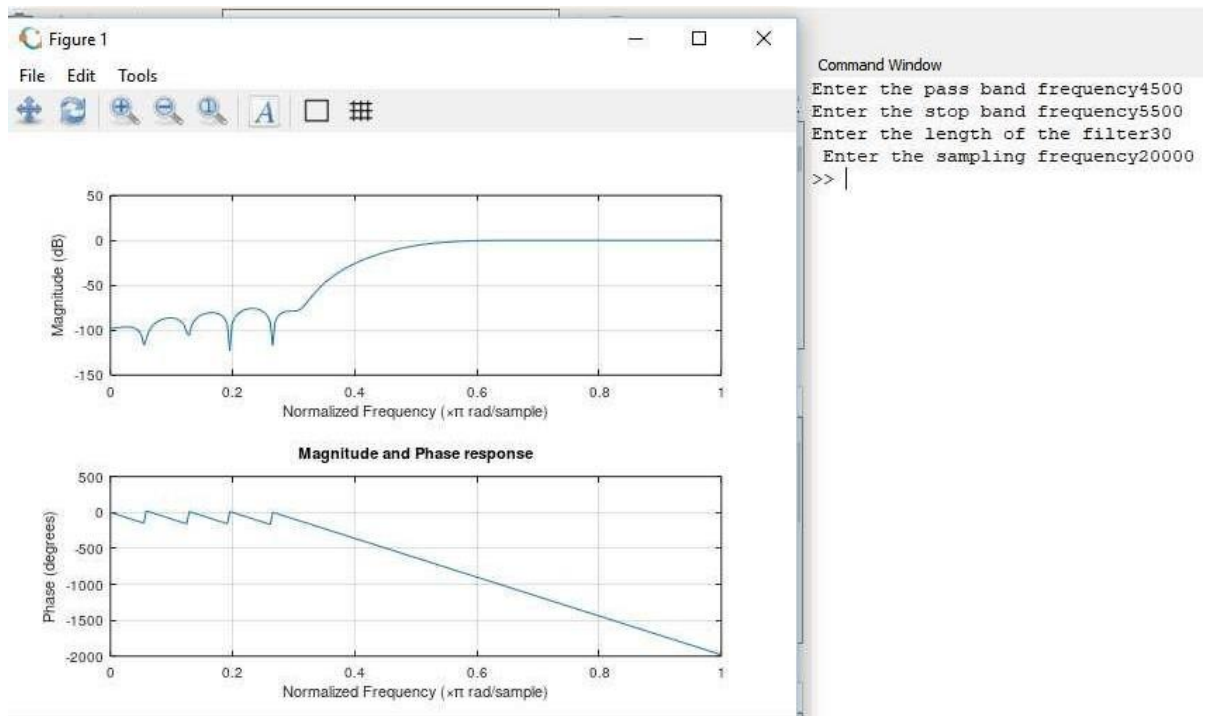 Figure 1
File Edit Tools
A
50
0
-50
-100
-150
Magnitude (dB)
0 0.2 0.4 0.6 0.8 1
Normalized Frequency (×π rad/sample)
Magnitude and Phase response
500
0
-500
-1000
-1500
-2000
Phase (degrees)
0 0.2 0.4 0.6 0.8 1
Normalized Frequency (×π rad/sample)
Command Window
Enter the pass band frequency4500
Enter the stop band frequency5500
Enter the length of the filter30
Enter the sampling frequency20000
>>